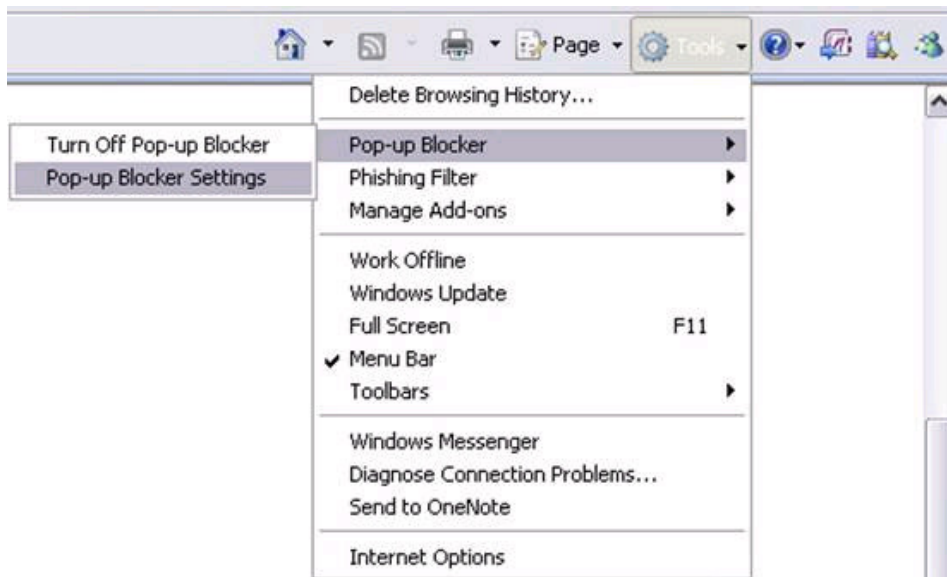 Page
Tools
Delete Browsing History...
Turn Off Pop-up Blocker
Pop-up Blocker Settings
Pop-up Blocker
Phishing Filter
Manage Add-ons
Work Offline
Windows Update
Full Screen F11
Menu Bar
Toolbars
Windows Messenger
Diagnose Connection Problems...
Send to OneNote
Internet Options